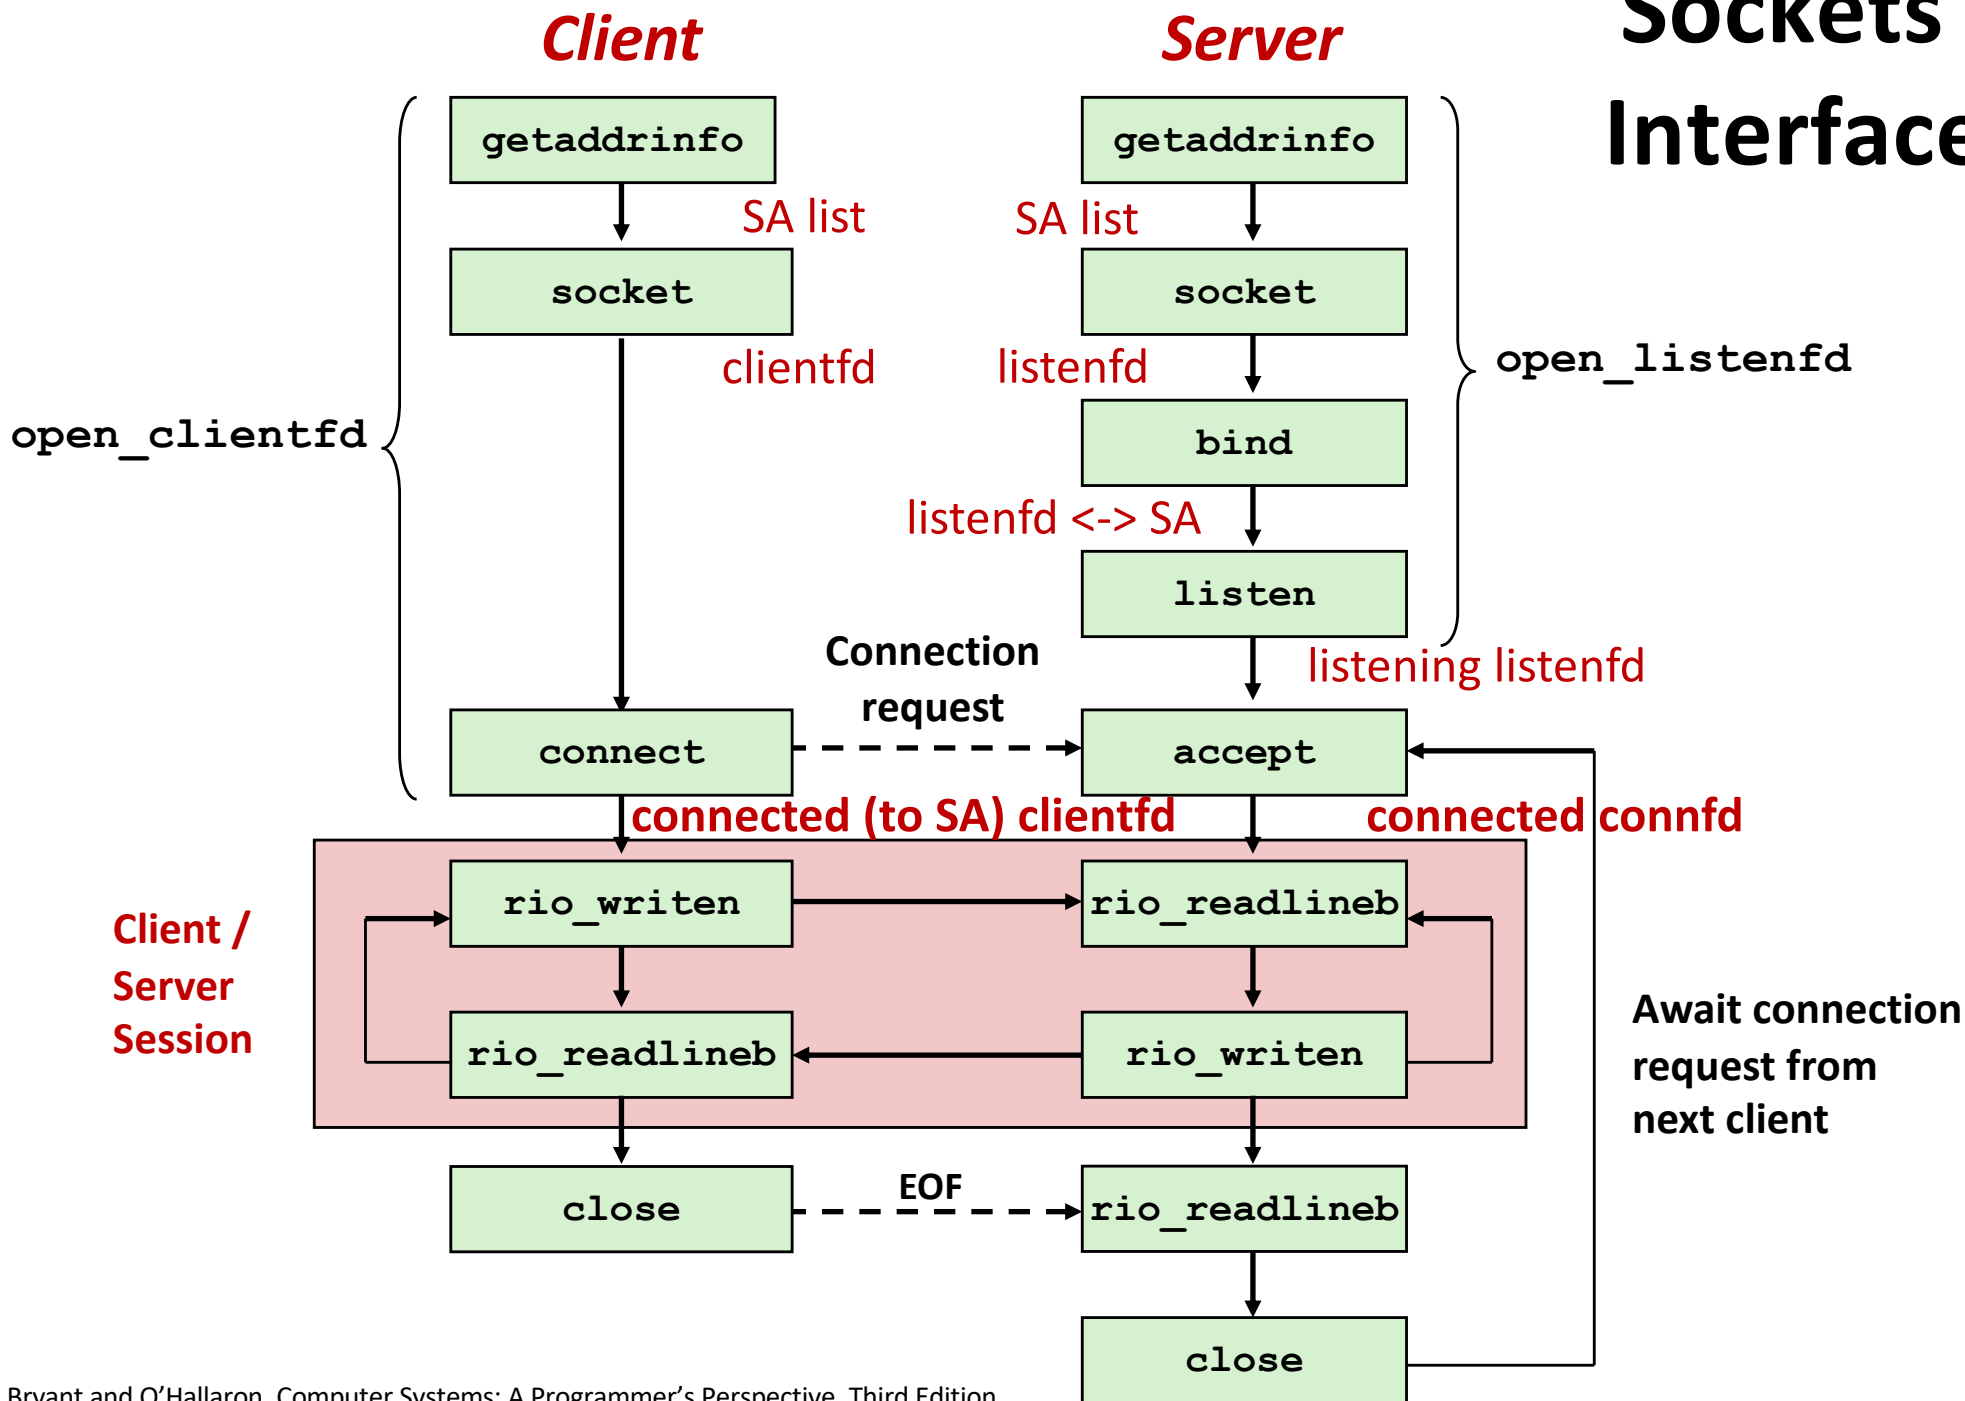 Sockets
Interface
Client
Server
getaddrinfo
getaddrinfo
SA list
SA list
socket
socket
clientfd
listenfd
open_listenfd
open_clientfd
bind
listenfd <-> SA
listen
Connection
request
listening listenfd
connect
accept
connected (to SA) clientfd
connected connfd
Client /
Server
Session
rio_writen
rio_readlineb
rio_readlineb
rio_writen
Await connection
request from
next client
close
EOF
rio_readlineb
close
Bryant and O'Hallaron, Computer Systems: A Programmer's Perspective, Third Edition